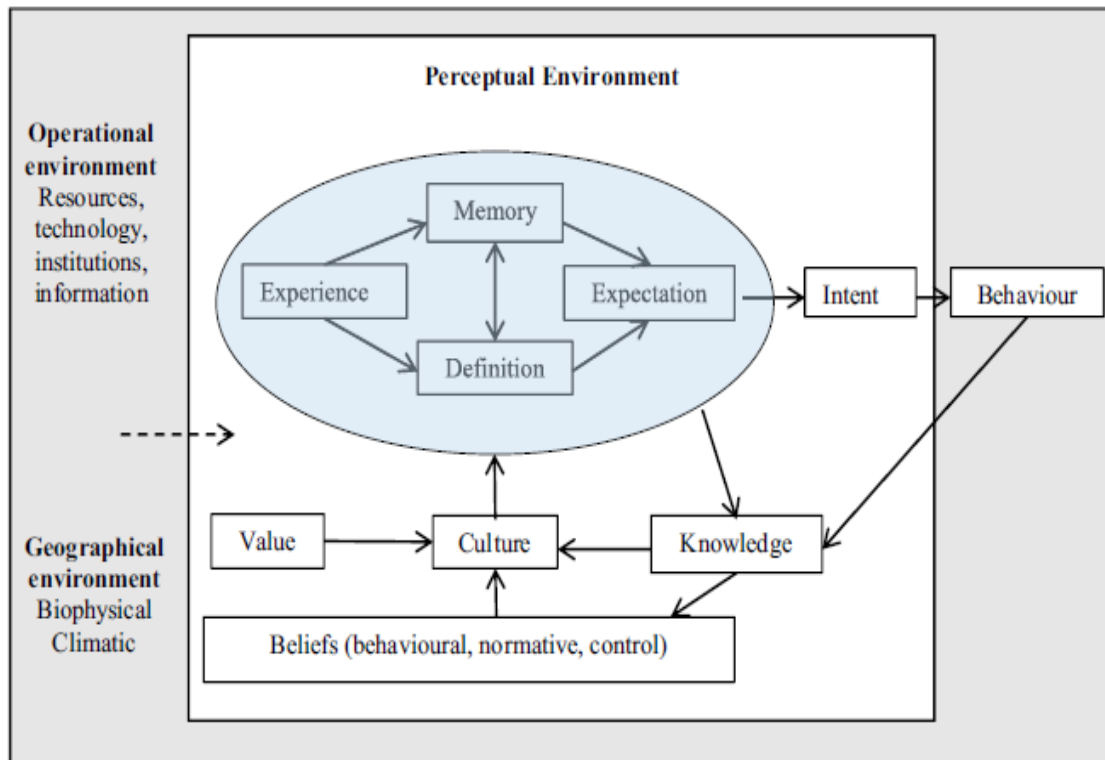 Perceptual Environment
Operational
environment
Resources,
technology,
institutions,
information
Memory
Experience
Expectation
Definition
Intent
Behaviour
Geographical
environment
Biophysical
Climatic
Value
Culture
Knowledge
Beliefs (behavioural, normative, control)